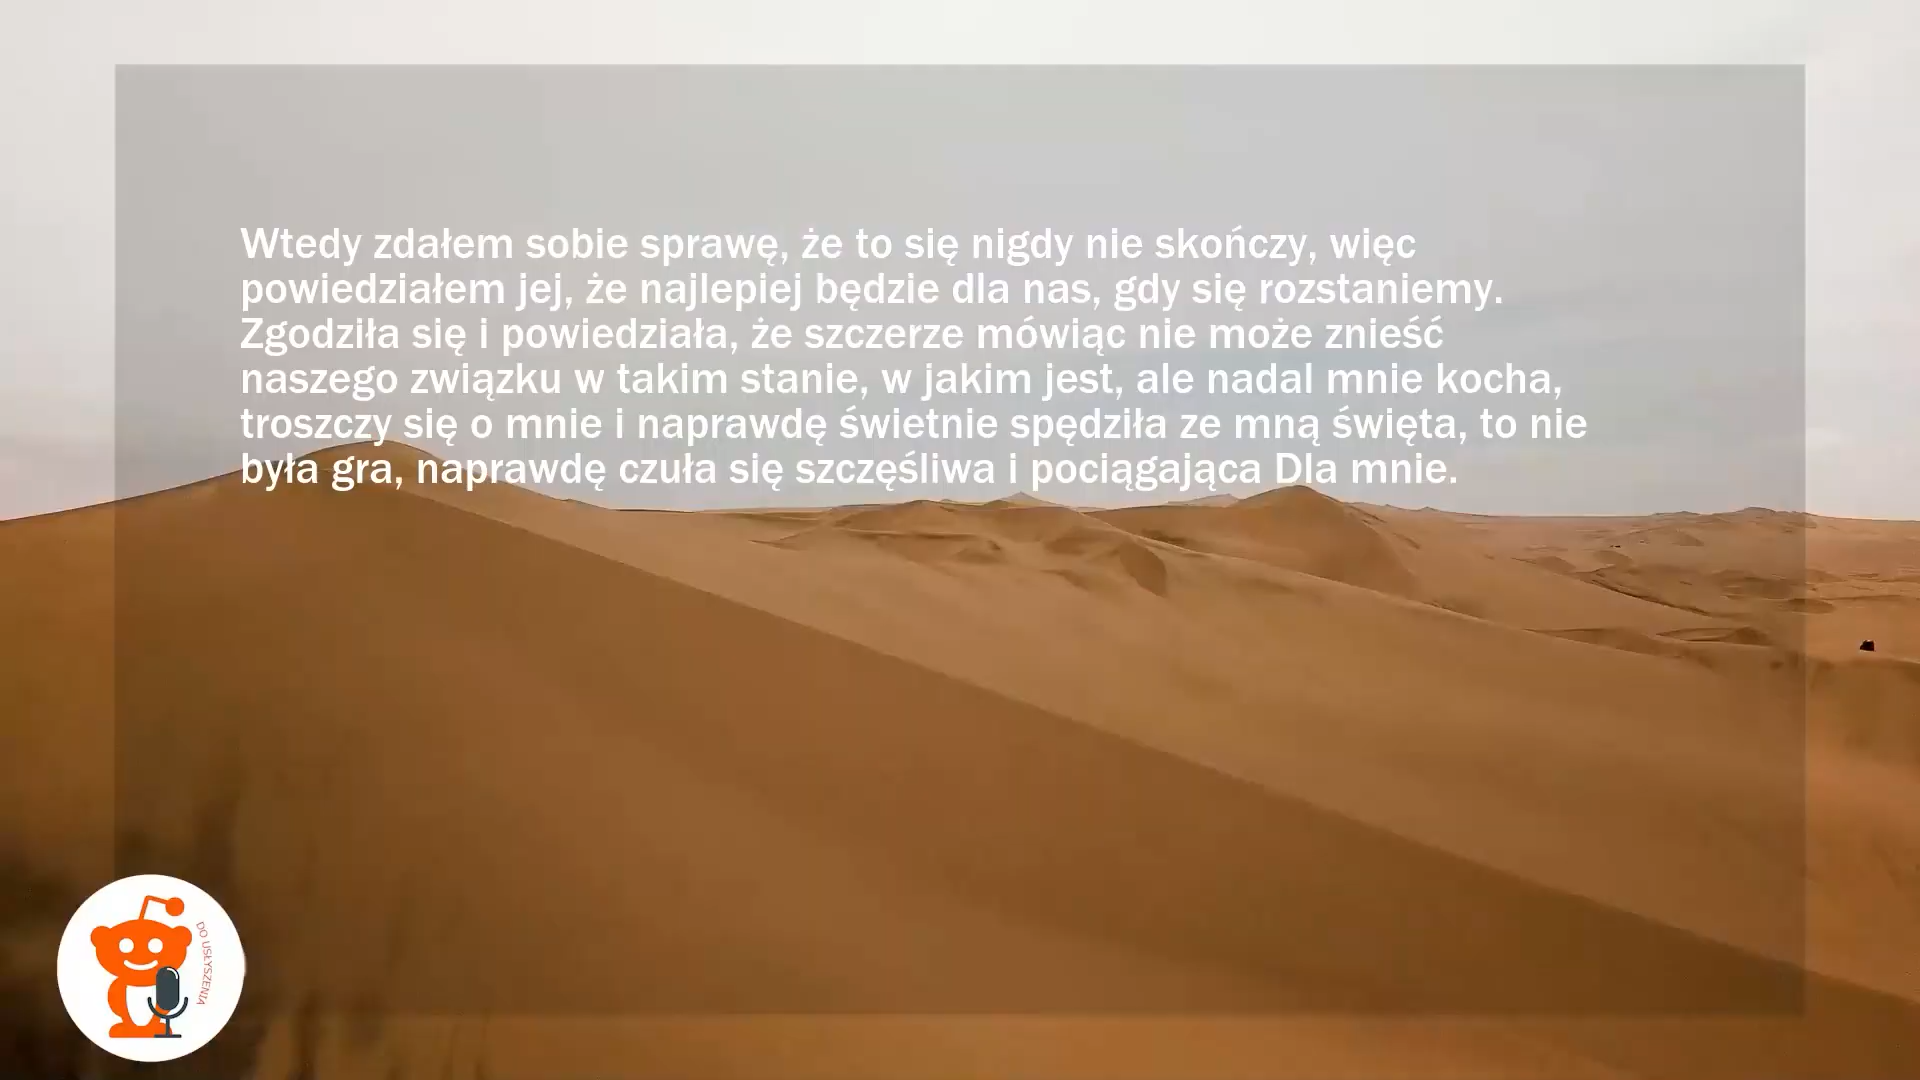 Wtedy zdałem sobie sprawę, że to się nigdy nie skończy, więc
powiedziałem jej, że najlepiej będzie dla nas, gdy się rozstaniemy.
Zgodziła się i powiedziała, że szczerze mówiąc nie może znieść
naszego związku w takim stanie, w jakim jest, ale nadal mnie kocha,
troszczy się o mnie i naprawdę świetnie spędziła ze mną święta, to nie
była gra, naprawdę czuła się szczęśliwa i pociągająca Dla mnie.
DO USŁYSZENIA